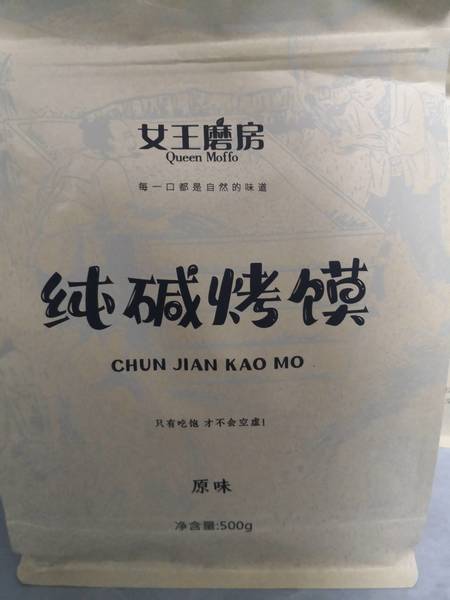 女王磨房
Queen Moffo
每一口都是自然的味道
纯碱烤馍
CHUN JIAN KAO MO
只有吃饱 才不会空虚!
原味
净含量:500g